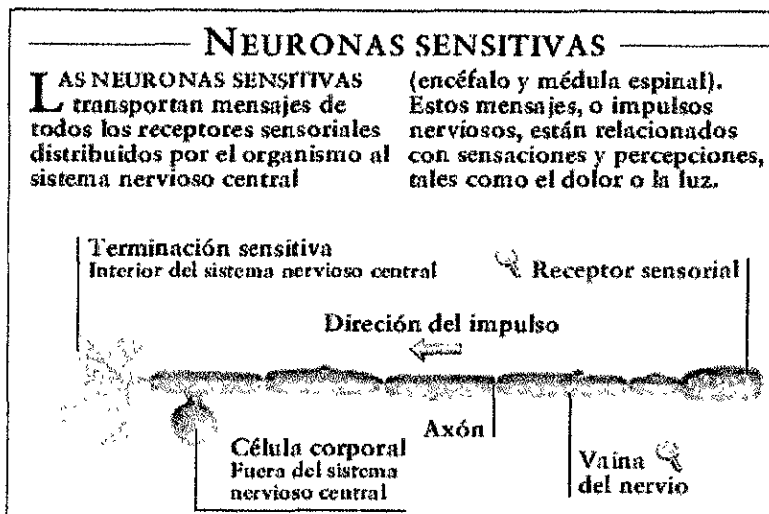 NEURONAS SENSITIVAS
LAS NEURONAS SENSITIVAS
transportan mensajes de
todos los receptores sensoriales
distribuidos por el organismo al
sistema nervioso central
(encéfalo y médula espinal).
Estos mensajes, o impulsos
nerviosos, están relacionados
con sensaciones y percepciones,
tales como el dolor o la luz.
Terminación sensitiva
Interior del sistema nervioso central
Receptor sensorial
Direción del impulso
Axón
Célula corporal
Fuera del sistema
nervioso central
Vaina
del nervio